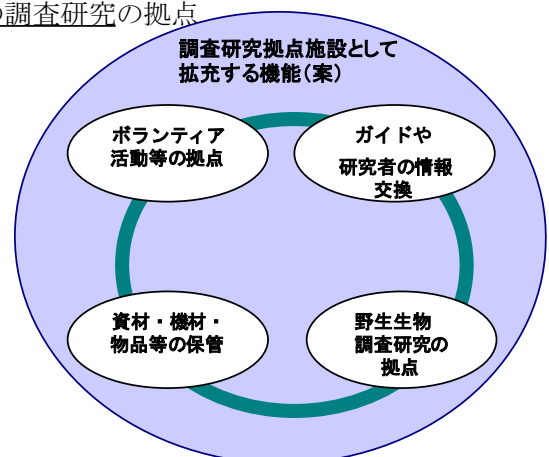 調査研究の拠点
調査研究拠点施設として
拡充する機能（案）
ボランティア
活動等の拠点
ガイドや
研究者の情報
交換
資材・機材・
物品等の保管
野生生物
調査研究の
拠点